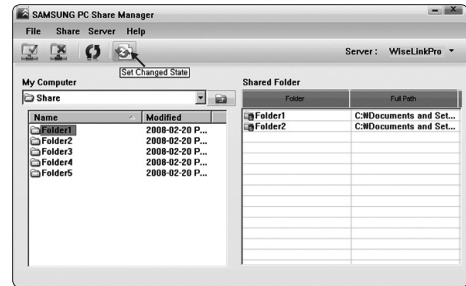 SAMSUNG PC Share Manager
File Share Server Help
Server : WiseLinkPro
Set Changed State
My Computer
Share
Name Modified
Folder1 2008-02-20 P...
Folder2 2008-02-20 P...
Folder3 2008-02-20 P...
Folder4 2008-02-20 P...
Folder5 2008-02-20 P...
Shared Folder
Folder Full Path
Folder1 C:₩Documents and Set...
Folder2 C:₩Documents and Set...